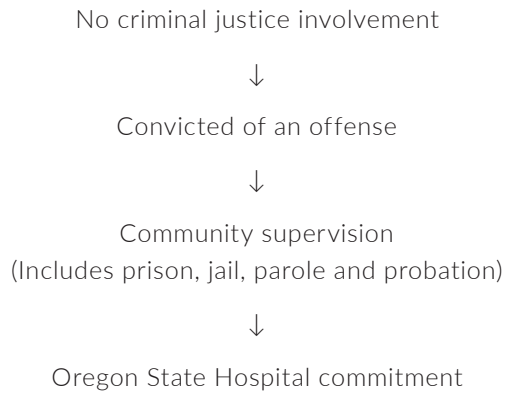 No criminal justice involvement
↓
Convicted of an offense
↓
Community supervision
(Includes prison, jail, parole and probation)
↓
Oregon State Hospital commitment